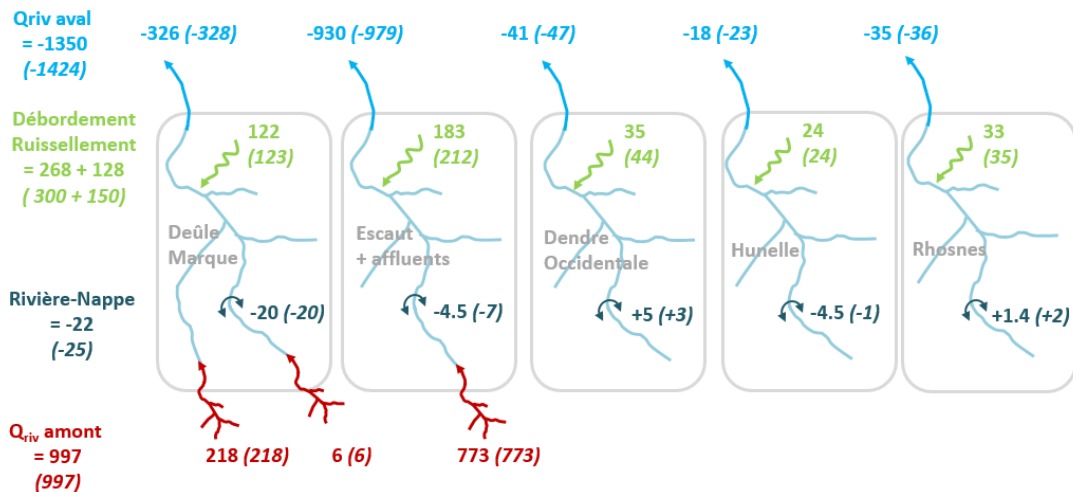 Qriv aval
= -1350
(-1424)
-326 (-328)
-930 (-979)
-41 (-47)
-18 (-23)
-35 (-36)
Débordement
Ruissellement
= 268 + 128
( 300 + 150)
122
(123)
183
(212)
35
(44)
24
(24)
33
(35)
Deûle
Marque
Escaut
+ affluents
Dendre
Occidentale
Hunelle
Rhosnes
Rivière-Nappe
= -22
(-25)
-20 (-20)
-4.5 (-7)
+5 (+3)
-4.5 (-1)
+1.4 (+2)
Qriv amont
= 997
(997)
218 (218)
6 (6)
773 (773)